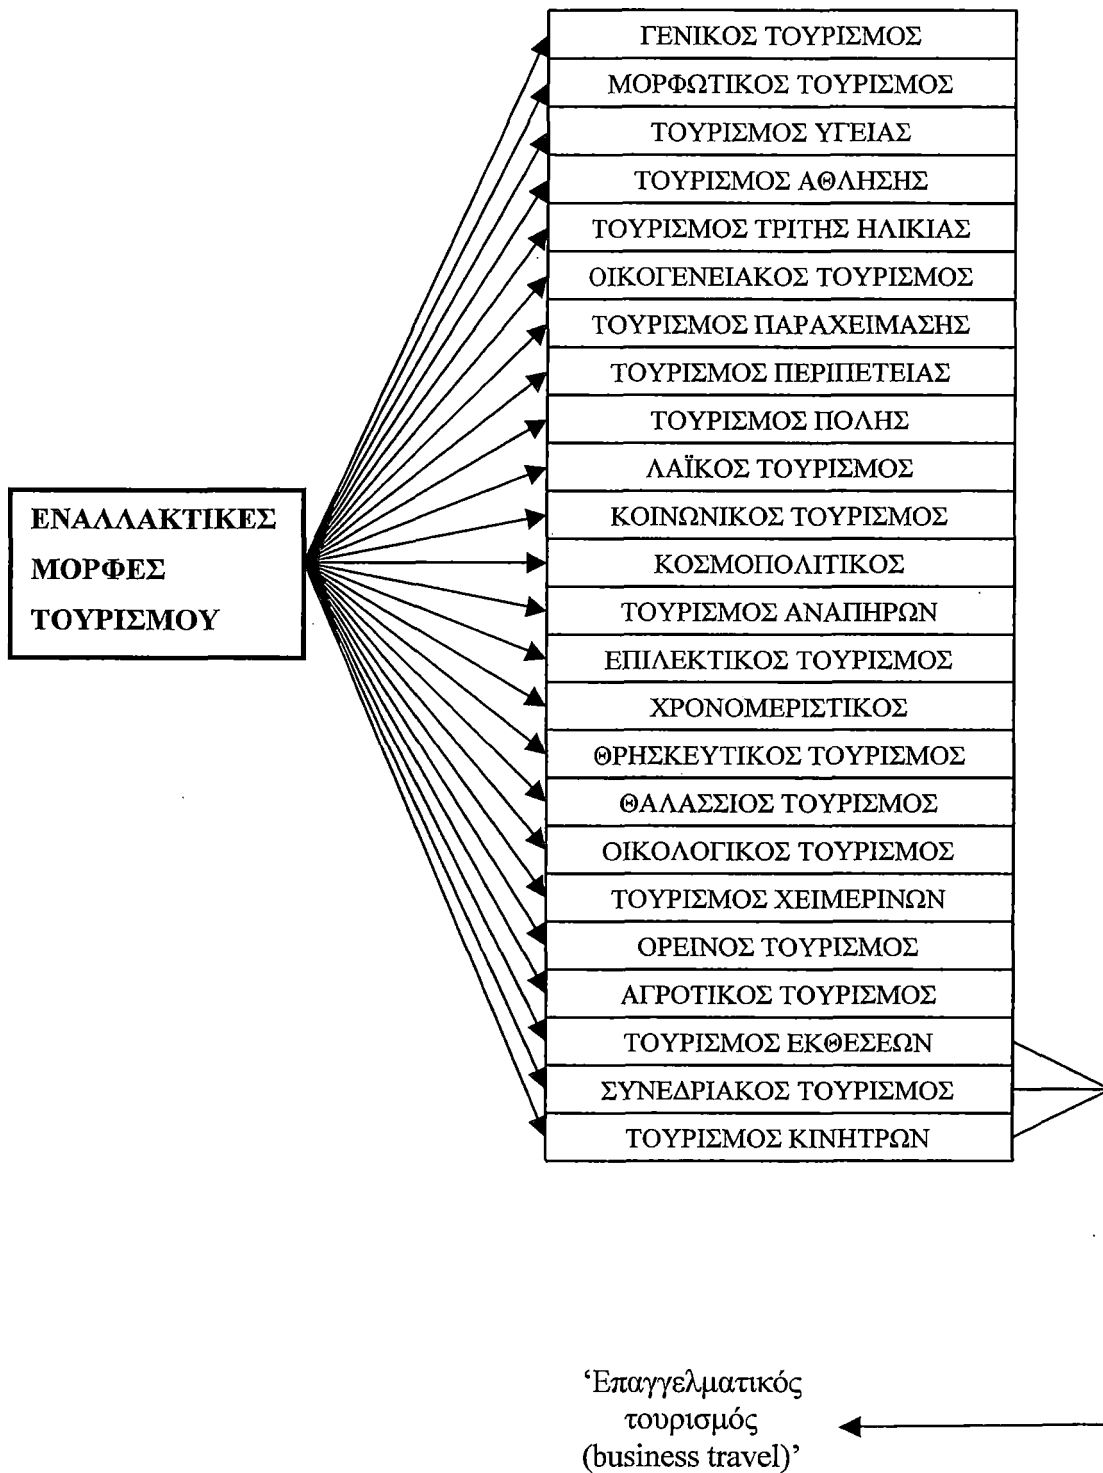 ΓΕΝΙΚΟΣ ΤΟΥΡΙΣΜΟΣ
ΜΟΡΦΩΤΙΚΟΣ ΤΟΥΡΙΣΜΟΣ
ΤΟΥΡΙΣΜΟΣ ΥΓΕΙΑΣ
ΤΟΥΡΙΣΜΟΣ ΑΘΛΗΣΗΣ
ΤΟΥΡΙΣΜΟΣ ΤΡΙΤΗΣ ΗΛΙΚΙΑΣ
ΟΙΚΟΓΕΝΕΙΑΚΟΣ ΤΟΥΡΙΣΜΟΣ
ΤΟΥΡΙΣΜΟΣ ΠΑΡΑΧΕΙΜΑΣΗΣ
ΤΟΥΡΙΣΜΟΣ ΠΕΡΙΠΕΤΕΙΑΣ
ΤΟΥΡΙΣΜΟΣ ΠΟΛΗΣ
ΛΑΪΚΟΣ ΤΟΥΡΙΣΜΟΣ
ΚΟΙΝΩΝΙΚΟΣ ΤΟΥΡΙΣΜΟΣ
ΚΟΣΜΟΠΟΛΙΤΙΚΟΣ
ΤΟΥΡΙΣΜΟΣ ΑΝΑΠΗΡΩΝ
ΕΠΙΛΕΚΤΙΚΟΣ ΤΟΥΡΙΣΜΟΣ
ΧΡΟΝΟΜΕΡΙΣΤΙΚΟΣ
ΘΡΗΣΚΕΥΤΙΚΟΣ ΤΟΥΡΙΣΜΟΣ
ΘΑΛΑΣΣΙΟΣ ΤΟΥΡΙΣΜΟΣ
ΟΙΚΟΛΟΓΙΚΟΣ ΤΟΥΡΙΣΜΟΣ
ΤΟΥΡΙΣΜΟΣ ΧΕΙΜΕΡΙΝΩΝ
ΟΡΕΙΝΟΣ ΤΟΥΡΙΣΜΟΣ
ΑΓΡΟΤΙΚΟΣ ΤΟΥΡΙΣΜΟΣ
ΤΟΥΡΙΣΜΟΣ ΕΚΘΕΣΕΩΝ
ΣΥΝΕΔΡΙΑΚΟΣ ΤΟΥΡΙΣΜΟΣ
ΤΟΥΡΙΣΜΟΣ ΚΙΝΗΤΡΩΝ
ΕΝΑΛΛΑΚΤΙΚΕΣ
ΜΟΡΦΕΣ
ΤΟΥΡΙΣΜΟΥ
‘Επαγγελματικός
τουρισμός
(business travel)’